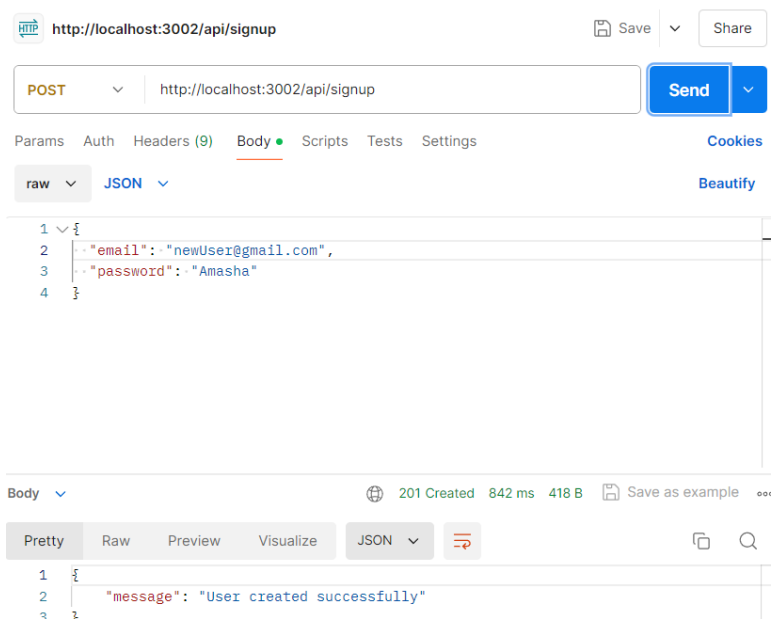 HTTP http://localhost:3002/api/signup Save Share
POST http://localhost:3002/api/signup Send
Params Auth Headers (9) Body Scripts Tests Settings Cookies
raw JSON Beautify
1 {
2 "email": "newUser@gmail.com",
3 "password": "Amasha"
4 }
Body 201 Created 842 ms 418 B Save as example
Pretty Raw Preview Visualize JSON
1 {
2 "message": "User created successfully"
3 }